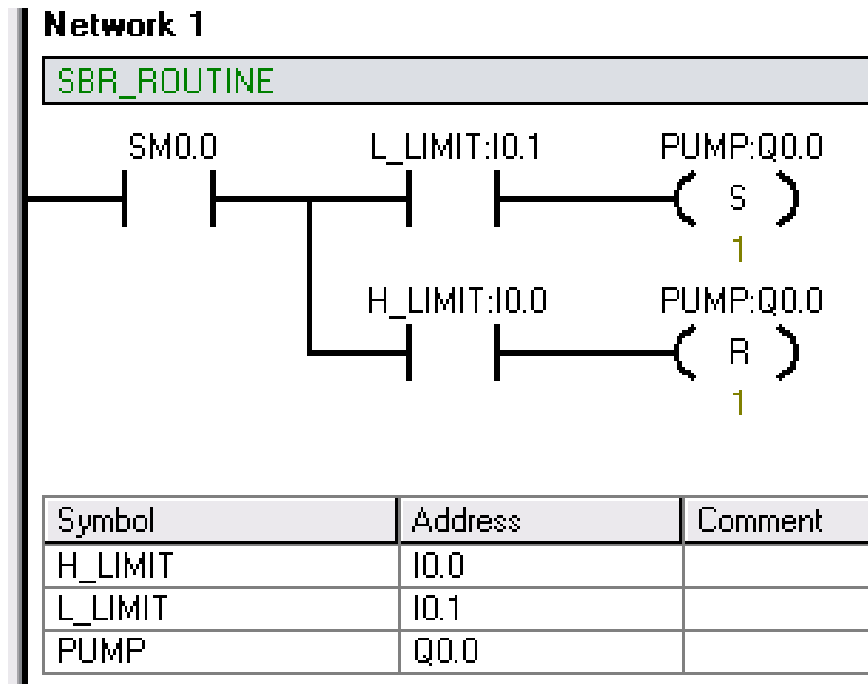 Network 1
SBR_ROUTINE
SM0.0 L_LIMIT:I0.1 PUMP:Q0.0
S
1
H_LIMIT:I0.0 PUMP:Q0.0
R
1
Symbol Address Comment
H_LIMIT I0.0
L_LIMIT I0.1
PUMP Q0.0